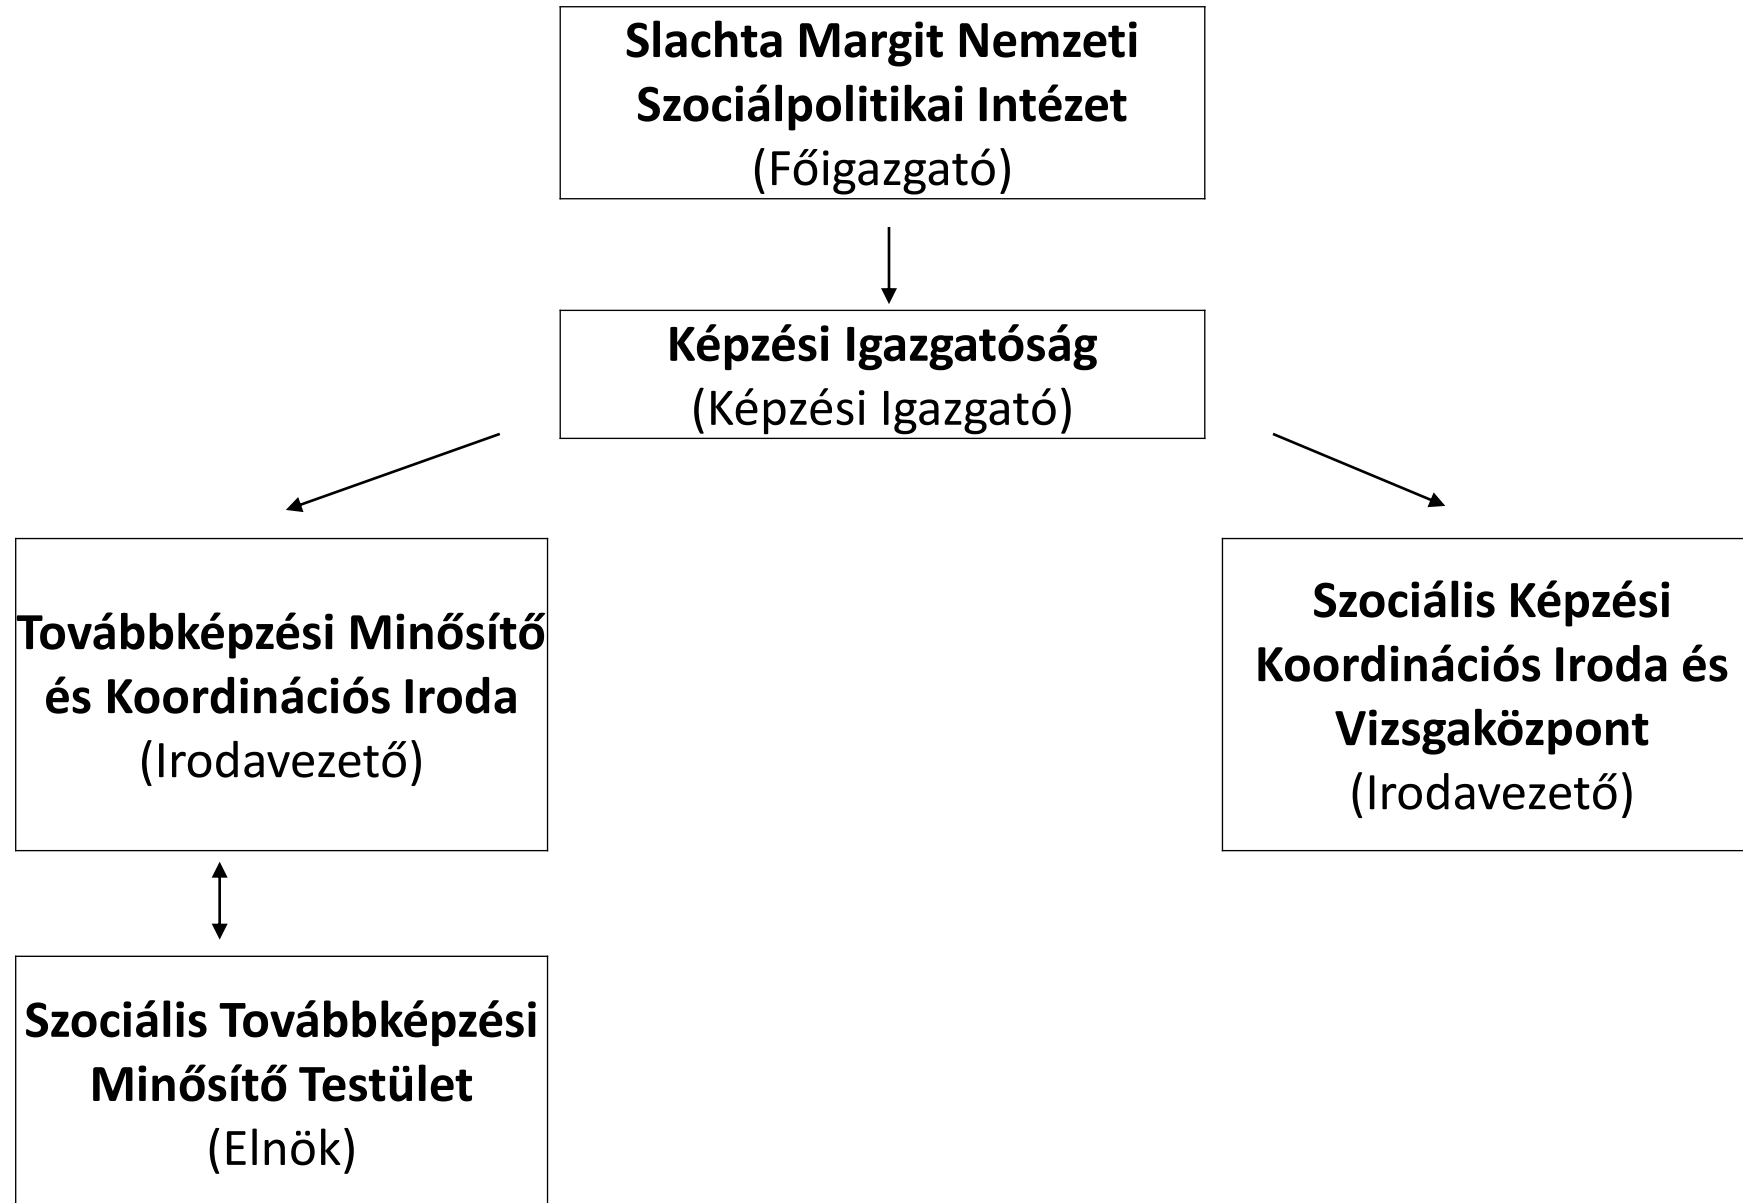 Slachta Margit Nemzeti
Szociálpolitikai Intézet
(Főigazgató)
Képzési Igazgatóság
(Képzési Igazgató)
Továbbképzési Minősítő
és Koordinációs Iroda
(Irodavezető)
Szociális Képzési
Koordinációs Iroda és
Vizsgaközpont
(Irodavezető)
Szociális Továbbképzési
Minősítő Testület
(Elnök)